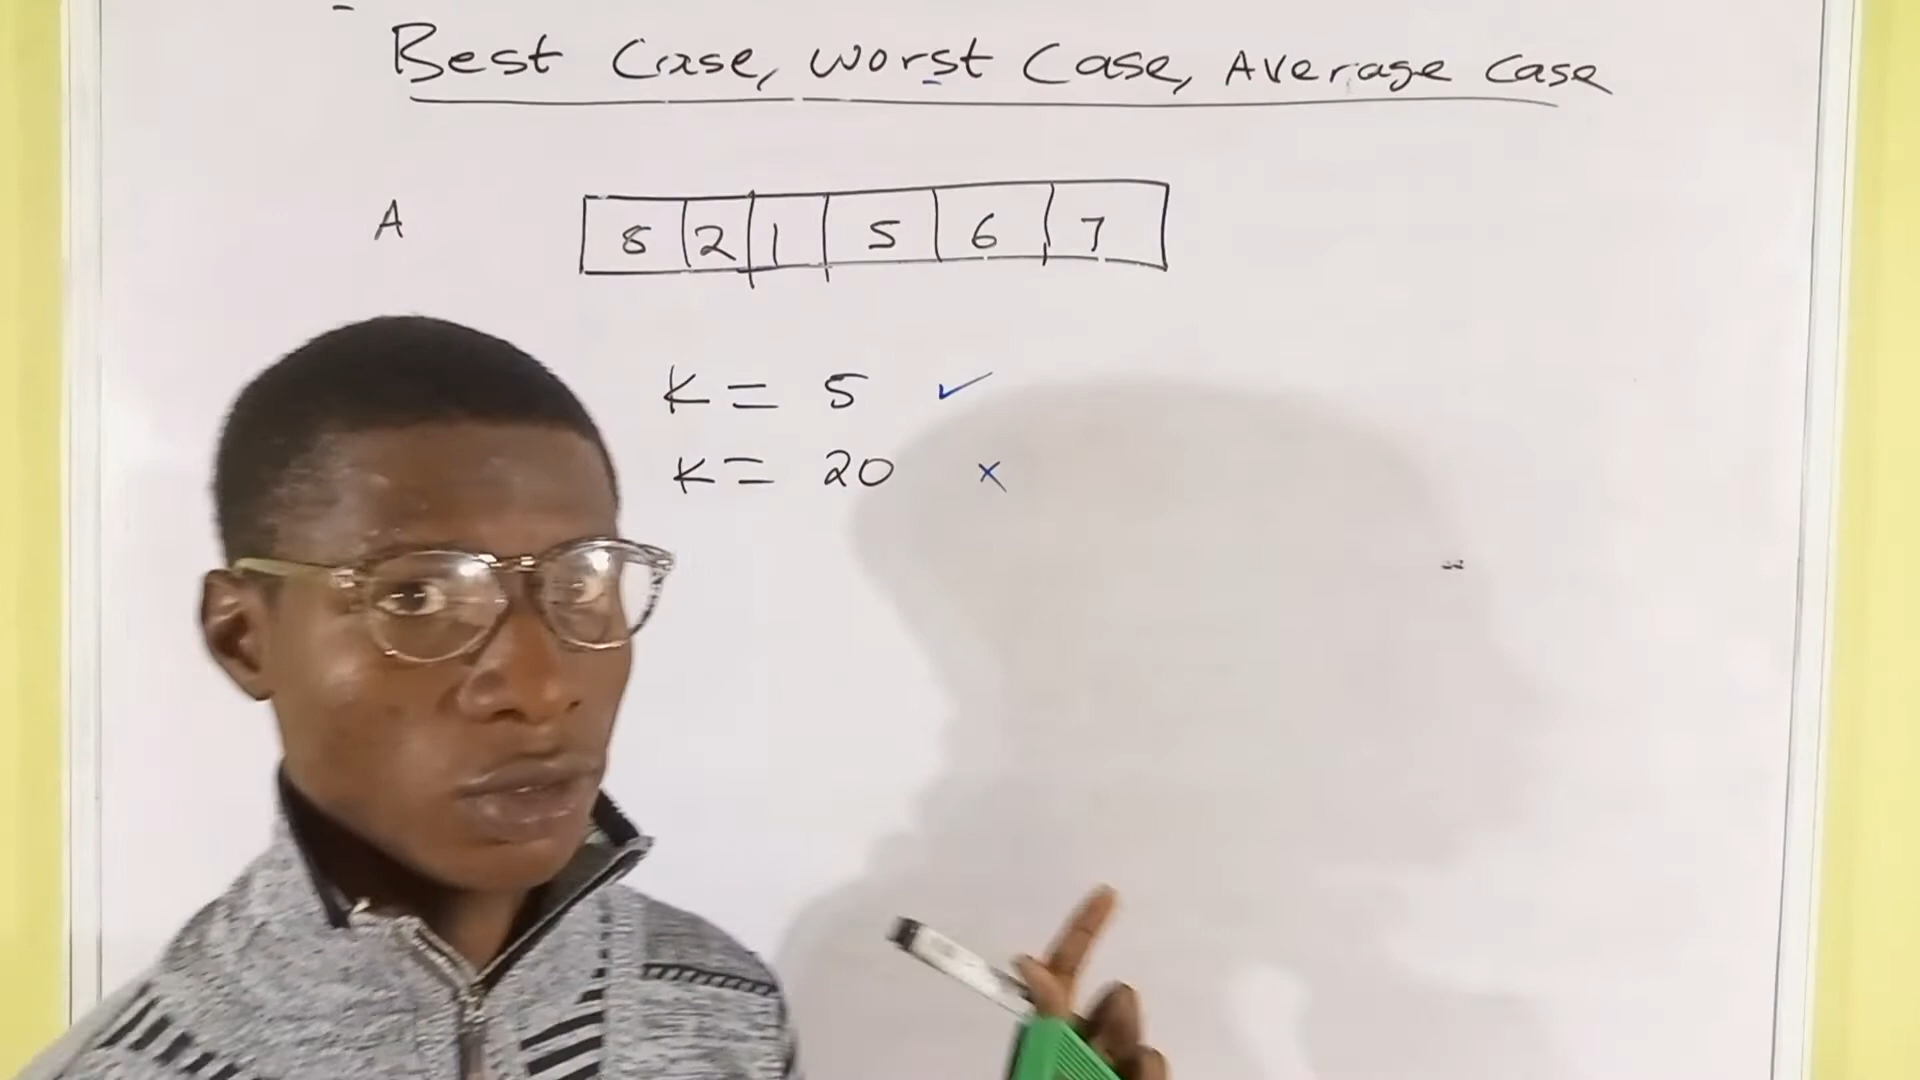 Best Case, Worst Case, Average Case
A 8 2 1 5 6 7
K = 5 ✓
K = 20 x